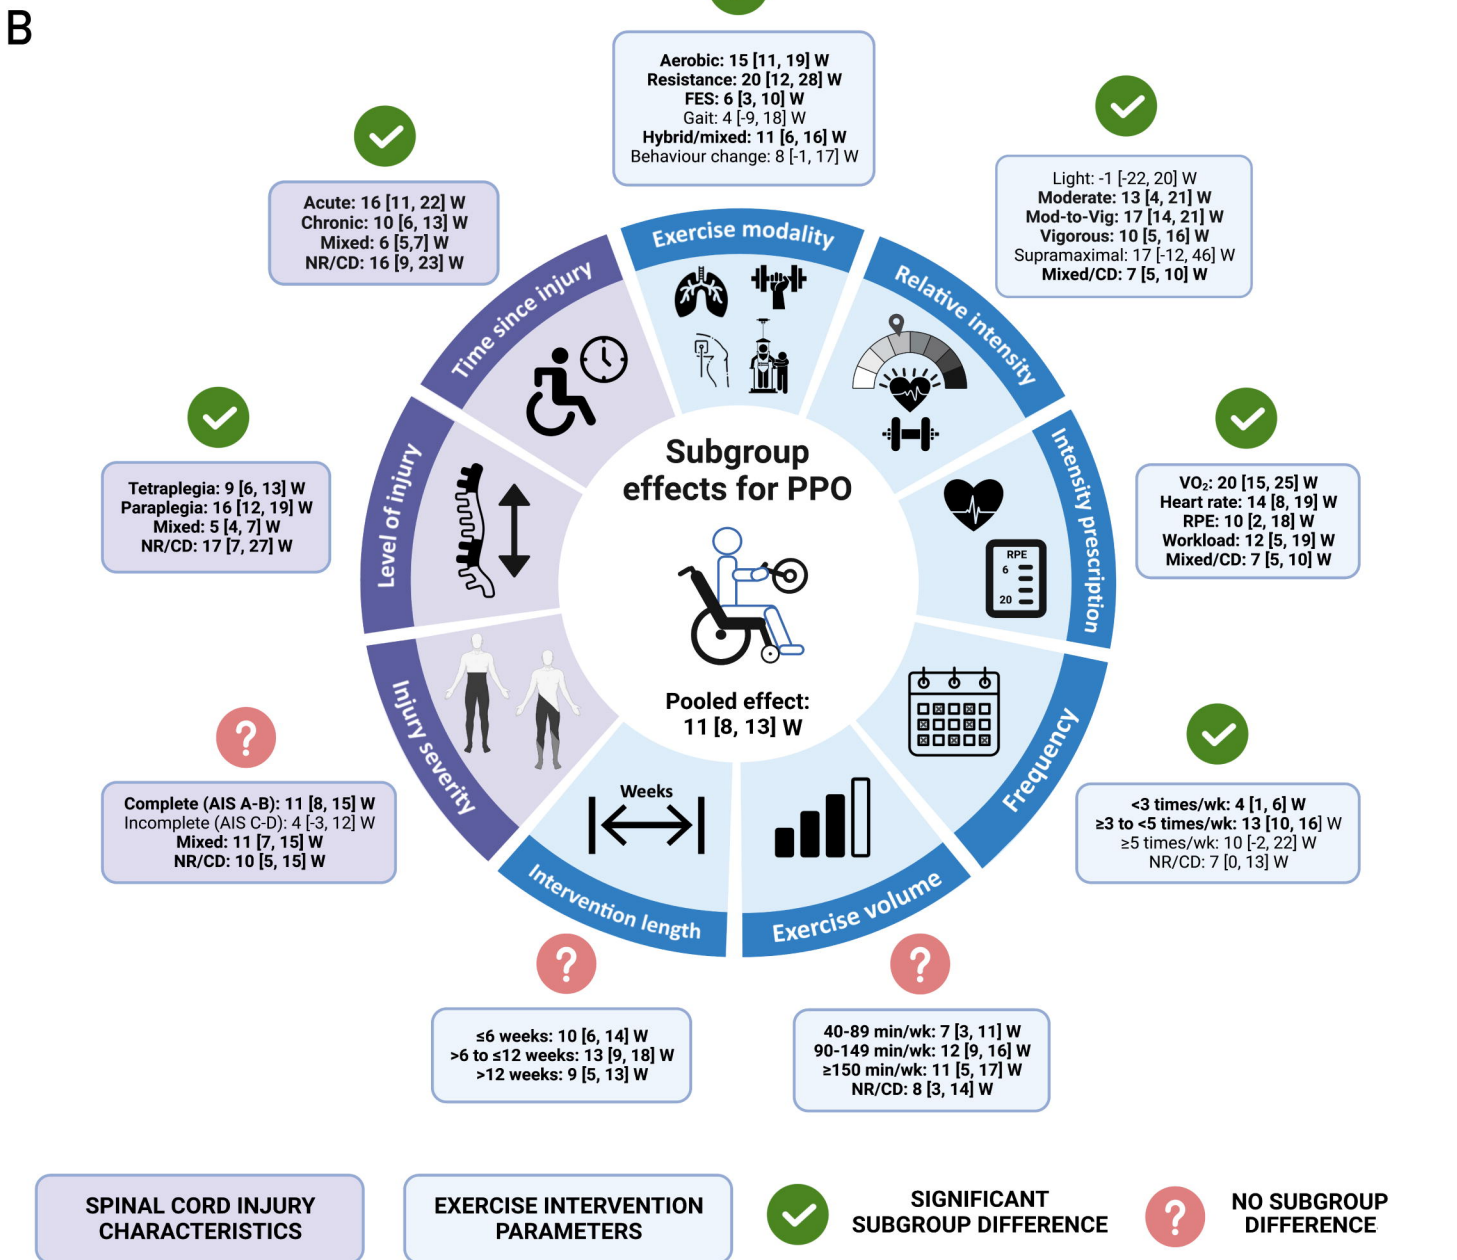 B
Aerobic: 15 [11, 19] W
Resistance: 20 [12, 28] W
FES: 6 [3, 10] W
Gait: 4 [-9, 18] W
Hybrid/mixed: 11 [6, 16] W
Behaviour change: 8 [-1, 17] W
Acute: 16 [11, 22] W
Chronic: 10 [6, 13] W
Mixed: 6 [5,7] W
NR/CD: 16 [9, 23] W
Light: -1 [-22, 20] W
Moderate: 13 [4, 21] W
Mod-to-Vig: 17 [14, 21] W
Vigorous: 10 [5, 16] W
Supramaximal: 17 [-12, 46] W
Mixed/CD: 7 [5, 10] W
Exercise modality
Time since injury
Relative intensity
Tetraplegia: 9 [6, 13] W
Paraplegia: 16 [12, 19] W
Mixed: 5 [4, 7] W
NR/CD: 17 [7, 27] W
Level of injury
Subgroup
effects for PPO
Intensity prescription
RPE
6
20
VO₂: 20 [15, 25] W
Heart rate: 14 [8, 19] W
RPE: 10 [2, 18] W
Workload: 12 [5, 19] W
Mixed/CD: 7 [5, 10] W
Pooled effect:
11 [8, 13] W
Injury severity
Frequency
Complete (AIS A-B): 11 [8, 15] W
Incomplete (AIS C-D): 4 [-3, 12] W
Mixed: 11 [7, 15] W
NR/CD: 10 [5, 15] W
<3 times/wk: 4 [1, 6] W
≥3 to <5 times/wk: 13 [10, 16] W
≥5 times/wk: 10 [-2, 22] W
NR/CD: 7 [0, 13] W
Weeks
Intervention length
Exercise volume
≤6 weeks: 10 [6, 14] W
>6 to ≤12 weeks: 13 [9, 18] W
>12 weeks: 9 [5, 13] W
40-89 min/wk: 7 [3, 11] W
90-149 min/wk: 12 [9, 16] W
≥150 min/wk: 11 [5, 17] W
NR/CD: 8 [3, 14] W
SPINAL CORD INJURY
CHARACTERISTICS
EXERCISE INTERVENTION
PARAMETERS
SIGNIFICANT
SUBGROUP DIFFERENCE
NO SUBGROUP
DIFFERENCE